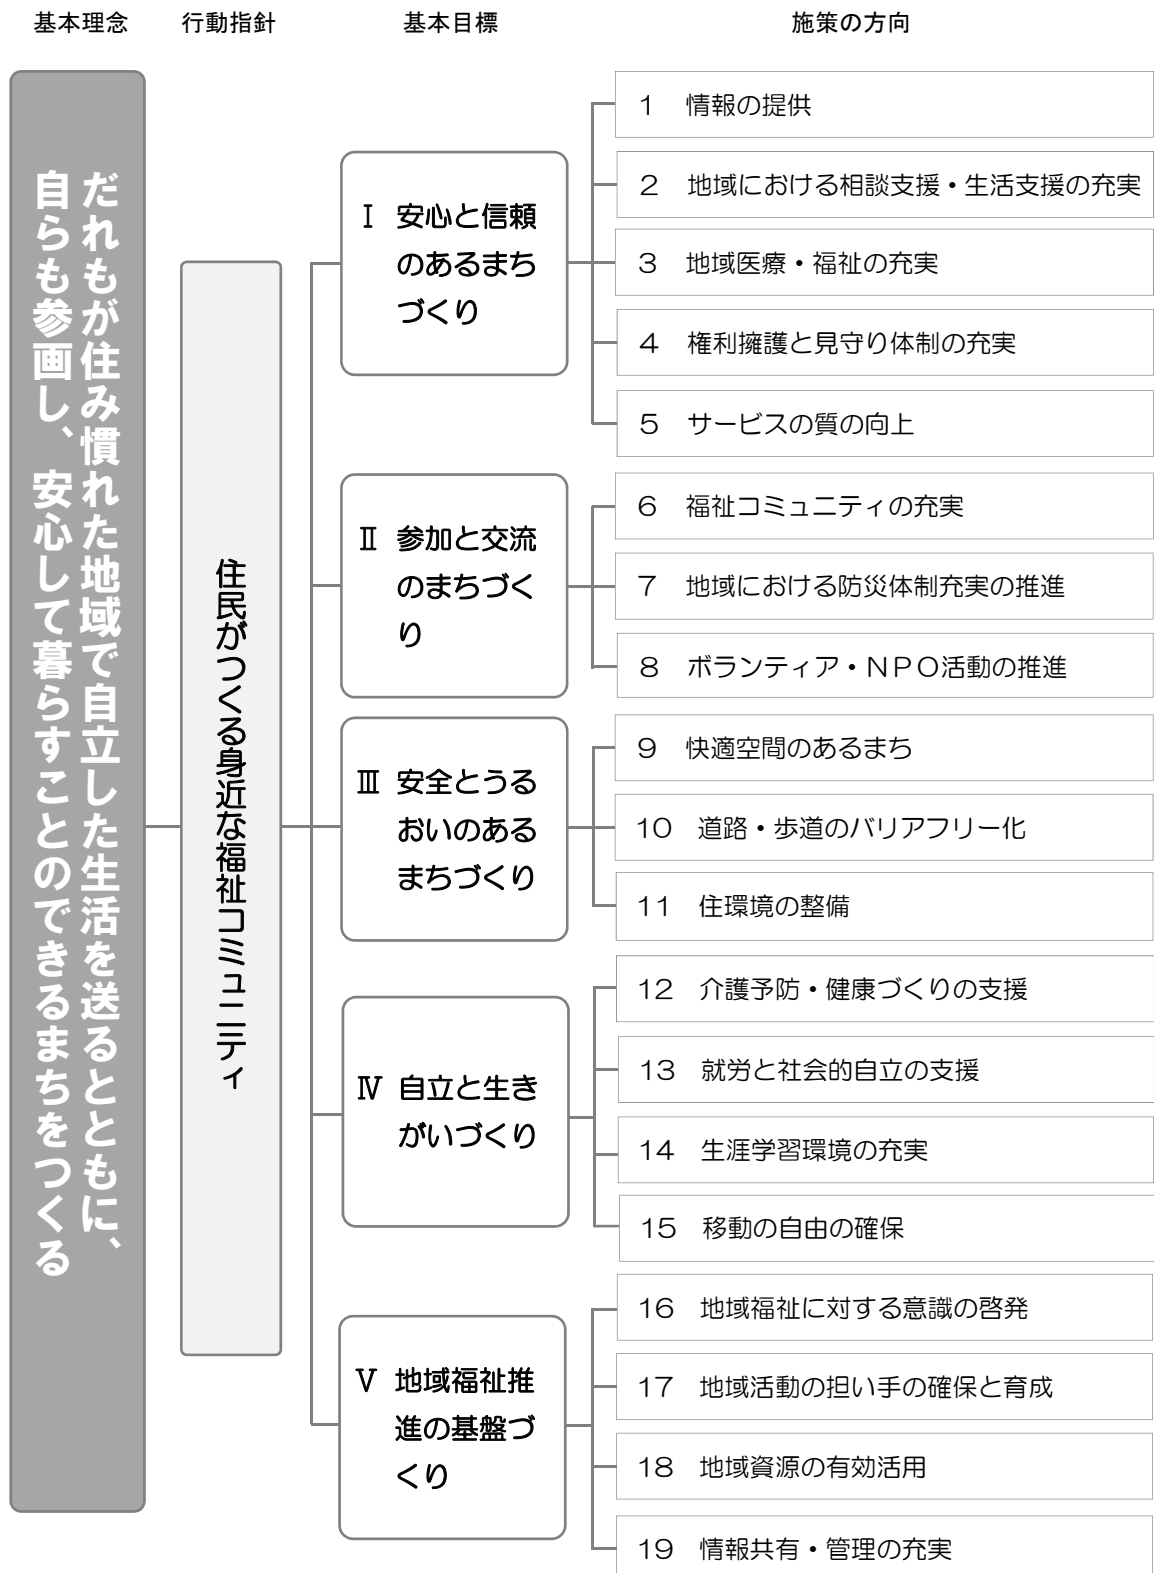 基本理念　行動指針　基本目標　施策の方向
だれもが住み慣れた地域で自立した生活を送るとともに、
自らも参画し、安心して暮らすことのできるまちをつくる
住民がつくる身近な福祉コミュニティ
Ⅰ 安心と信頼
のあるまち
づくり
1 情報の提供
2 地域における相談支援・生活支援の充実
3 地域医療・福祉の充実
4 権利擁護と見守り体制の充実
5 サービスの質の向上
Ⅱ 参加と交流
のまちづく
り
6 福祉コミュニティの充実
7 地域における防災体制充実の推進
8 ボランティア・ＮＰＯ活動の推進
Ⅲ 安全とうる
おいのある
まちづくり
9 快適空間のあるまち
10 道路・歩道のバリアフリー化
11 住環境の整備
Ⅳ 自立と生き
がいづくり
12 介護予防・健康づくりの支援
13 就労と社会的自立の支援
14 生涯学習環境の充実
15 移動の自由の確保
Ⅴ 地域福祉推
進の基盤づ
くり
16 地域福祉に対する意識の啓発
17 地域活動の担い手の確保と育成
18 地域資源の有効活用
19 情報共有・管理の充実